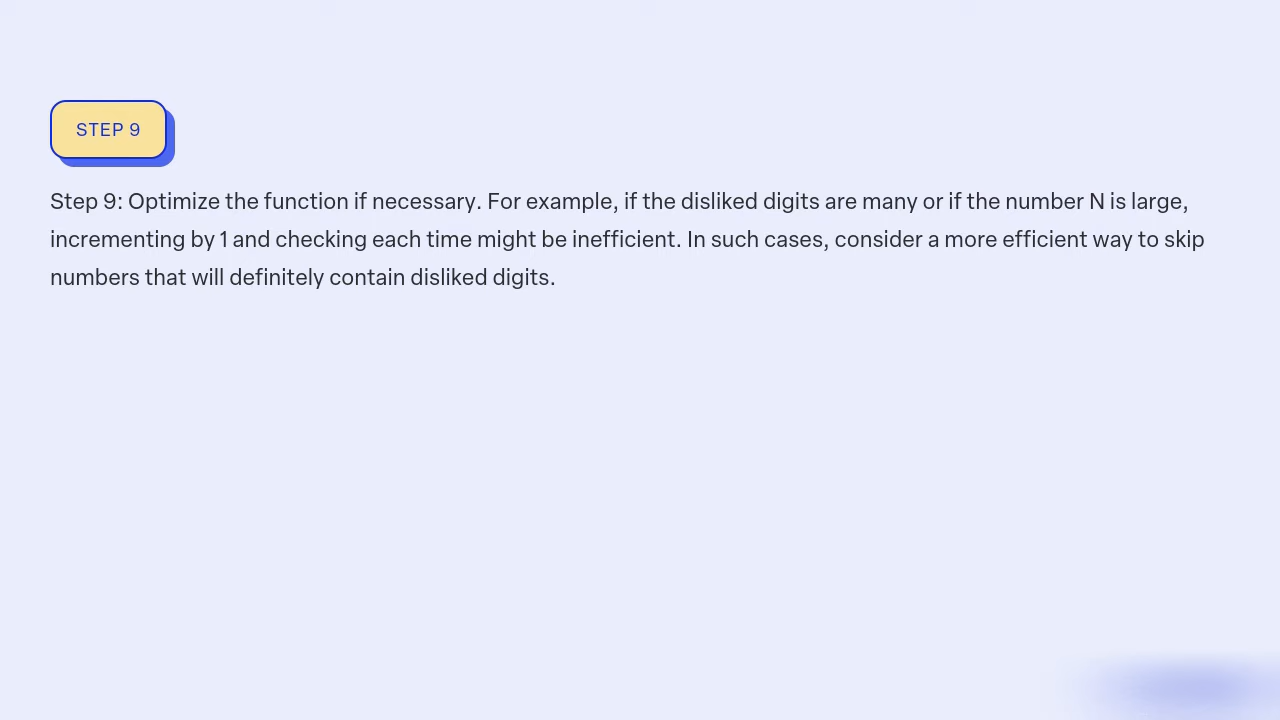 STEP 9
Step 9: Optimize the function if necessary. For example, if the disliked digits are many or if the number N is large,
incrementing by 1 and checking each time might be inefficient. In such cases, consider a more efficient way to skip
numbers that will definitely contain disliked digits.